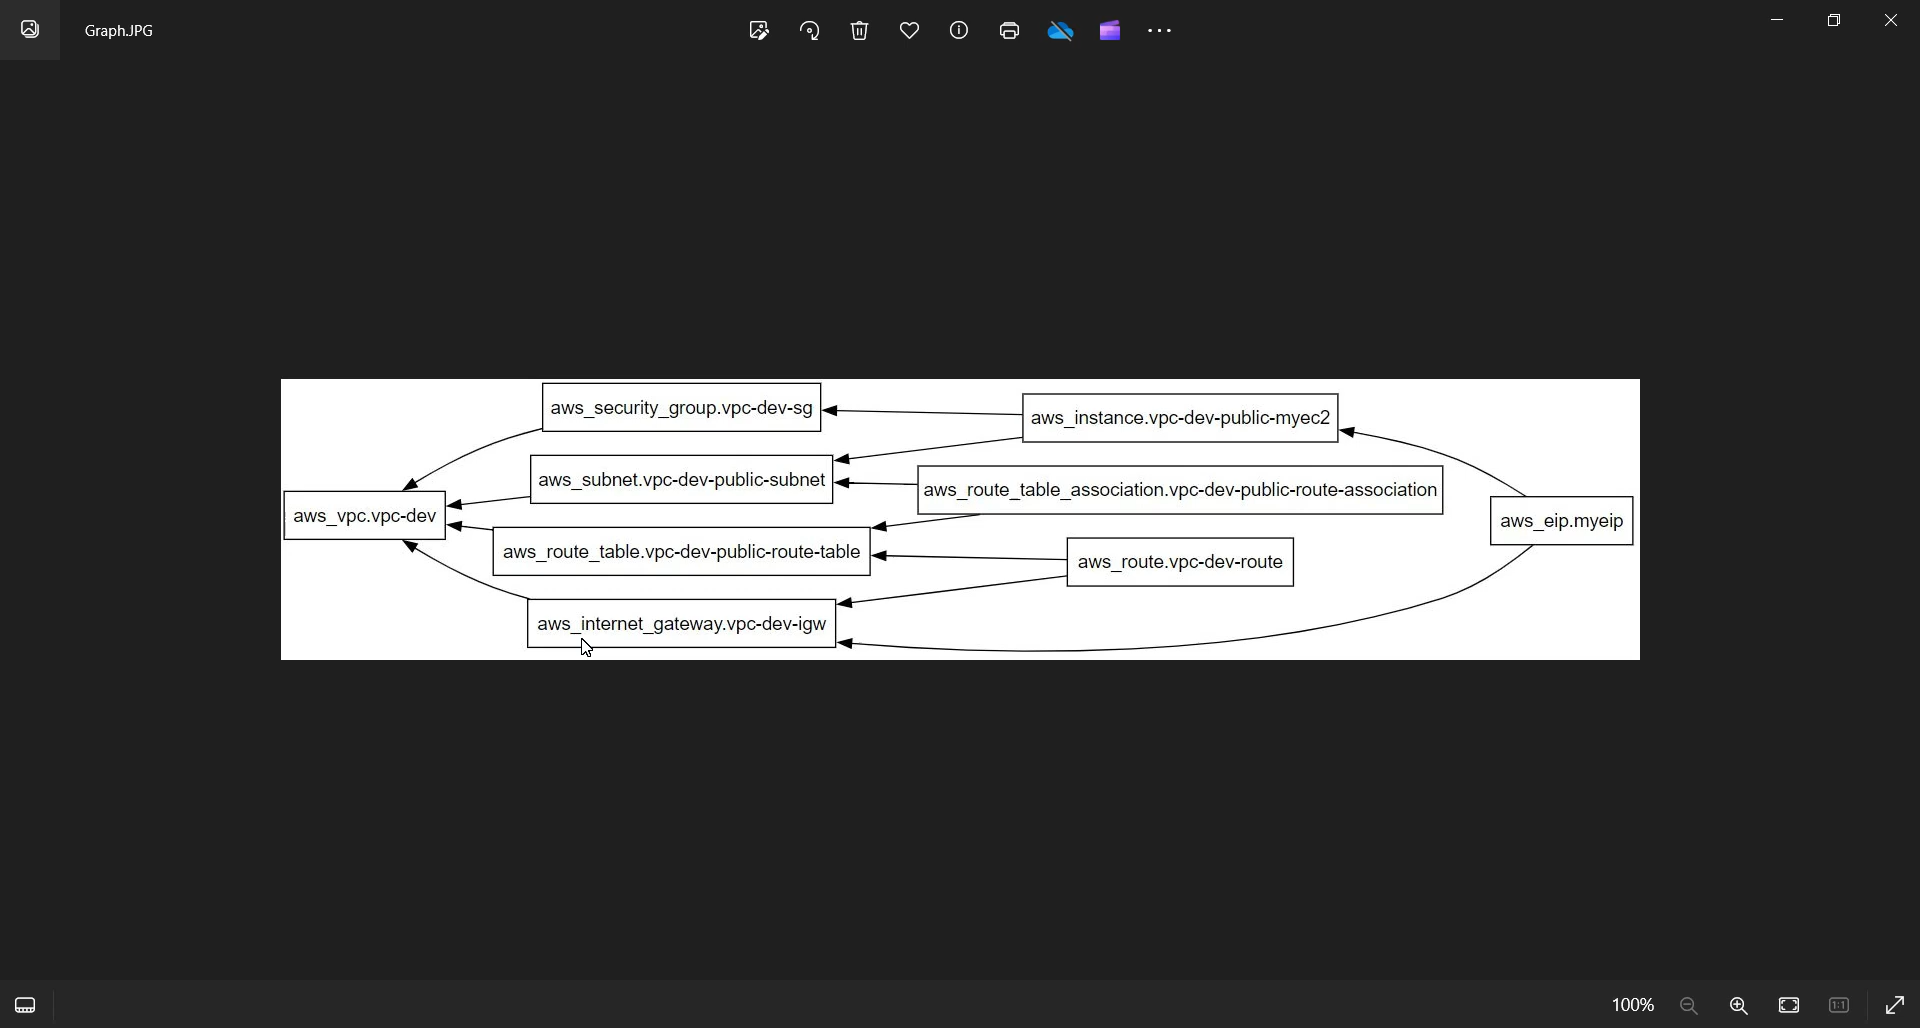 Graph.JPG
aws_security_group.vpc-dev-sg
aws_instance.vpc-dev-public-myec2
aws_subnet.vpc-dev-public-subnet
aws_route_table_association.vpc-dev-public-route-association
aws_vpc.vpc-dev
aws_eip.myeip
aws_route_table.vpc-dev-public-route-table
aws_route.vpc-dev-route
aws_internet_gateway.vpc-dev-igw
100%
1:1